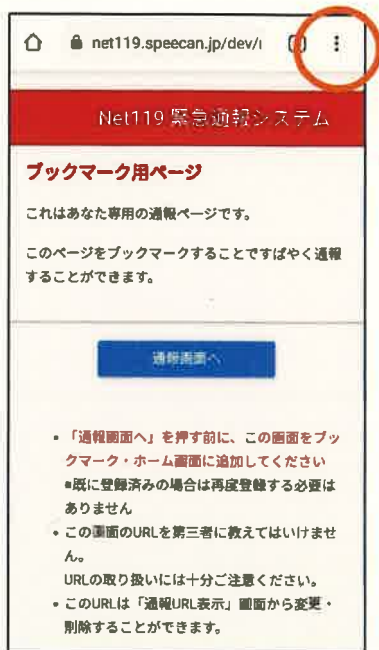 net119.speecan.jp/dev/
Net119 緊急通報システム
ブックマーク用ページ
これはあなた専用の通報ページです。
このページをブックマークすることですばやく通報
することができます。
通報画面へ
• 「通報画面へ」を押す前に、この画面をブッ
クマーク・ホーム画面に追加してください
※既に登録済みの場合は再度登録する必要は
ありません
• この画面のURLを第三者に教えてはいけませ
ん。
URLの取り扱いには十分ご注意ください。
• このURLは「通報URL表示」画面から変更・
削除することができます。